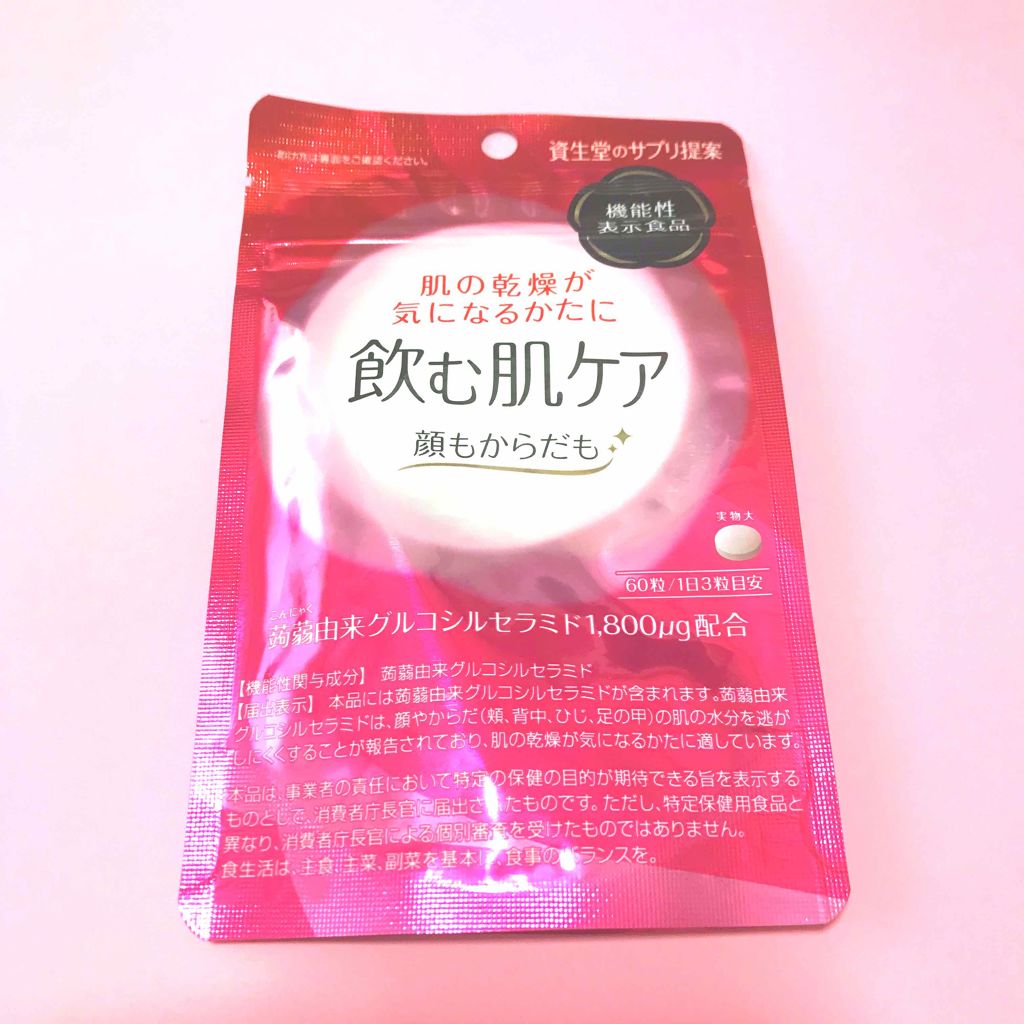 開け方は裏面をご確認ください。
資生堂のサプリ提案
機能性
表示食品
肌の乾燥が
気になるかたに
飲む肌ケア
顔もからだも
実物大
60粒/1日3粒目安
こんにゃく
蒟蒻由来グルコシルセラミド1,800μg配合
【機能性関与成分】 蒟蒻由来グルコシルセラミド
【届出表示】 本品には蒟蒻由来グルコシルセラミドが含まれます。蒟蒻由来
グルコシルセラミドは、顔やからだ(頬、背中、ひじ、足の甲)の肌の水分を逃が
しにくくすることが報告されており、肌の乾燥が気になるかたに適しています。
本品は、事業者の責任において特定の保健の目的が期待できる旨を表示する
ものとして、消費者庁長官に届出されたものです。ただし、特定保健用食品と
異なり、消費者庁長官による個別審査を受けたものではありません。
食生活は、主食、主菜、副菜を基本に、食事のバランスを。